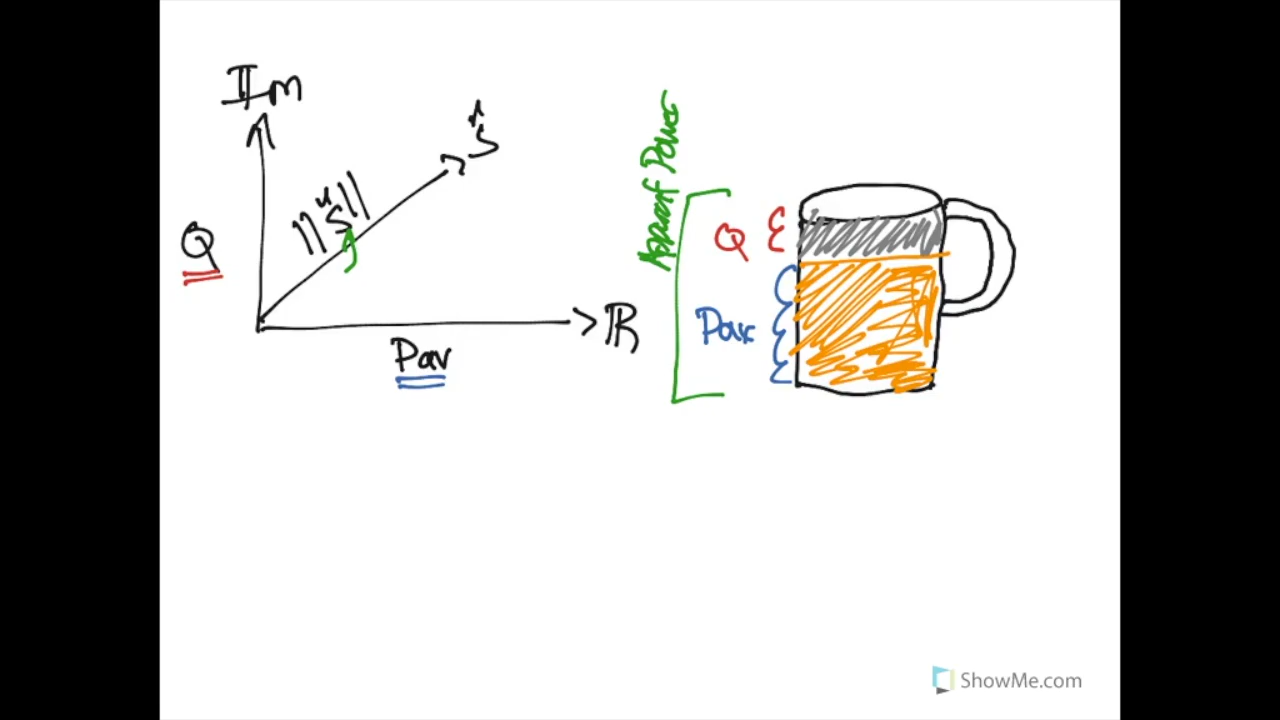 Im
Ŝ
||Ŝ||
Q
Pav
ℝ
Apparent Power
Q
Pav
ShowMe.com